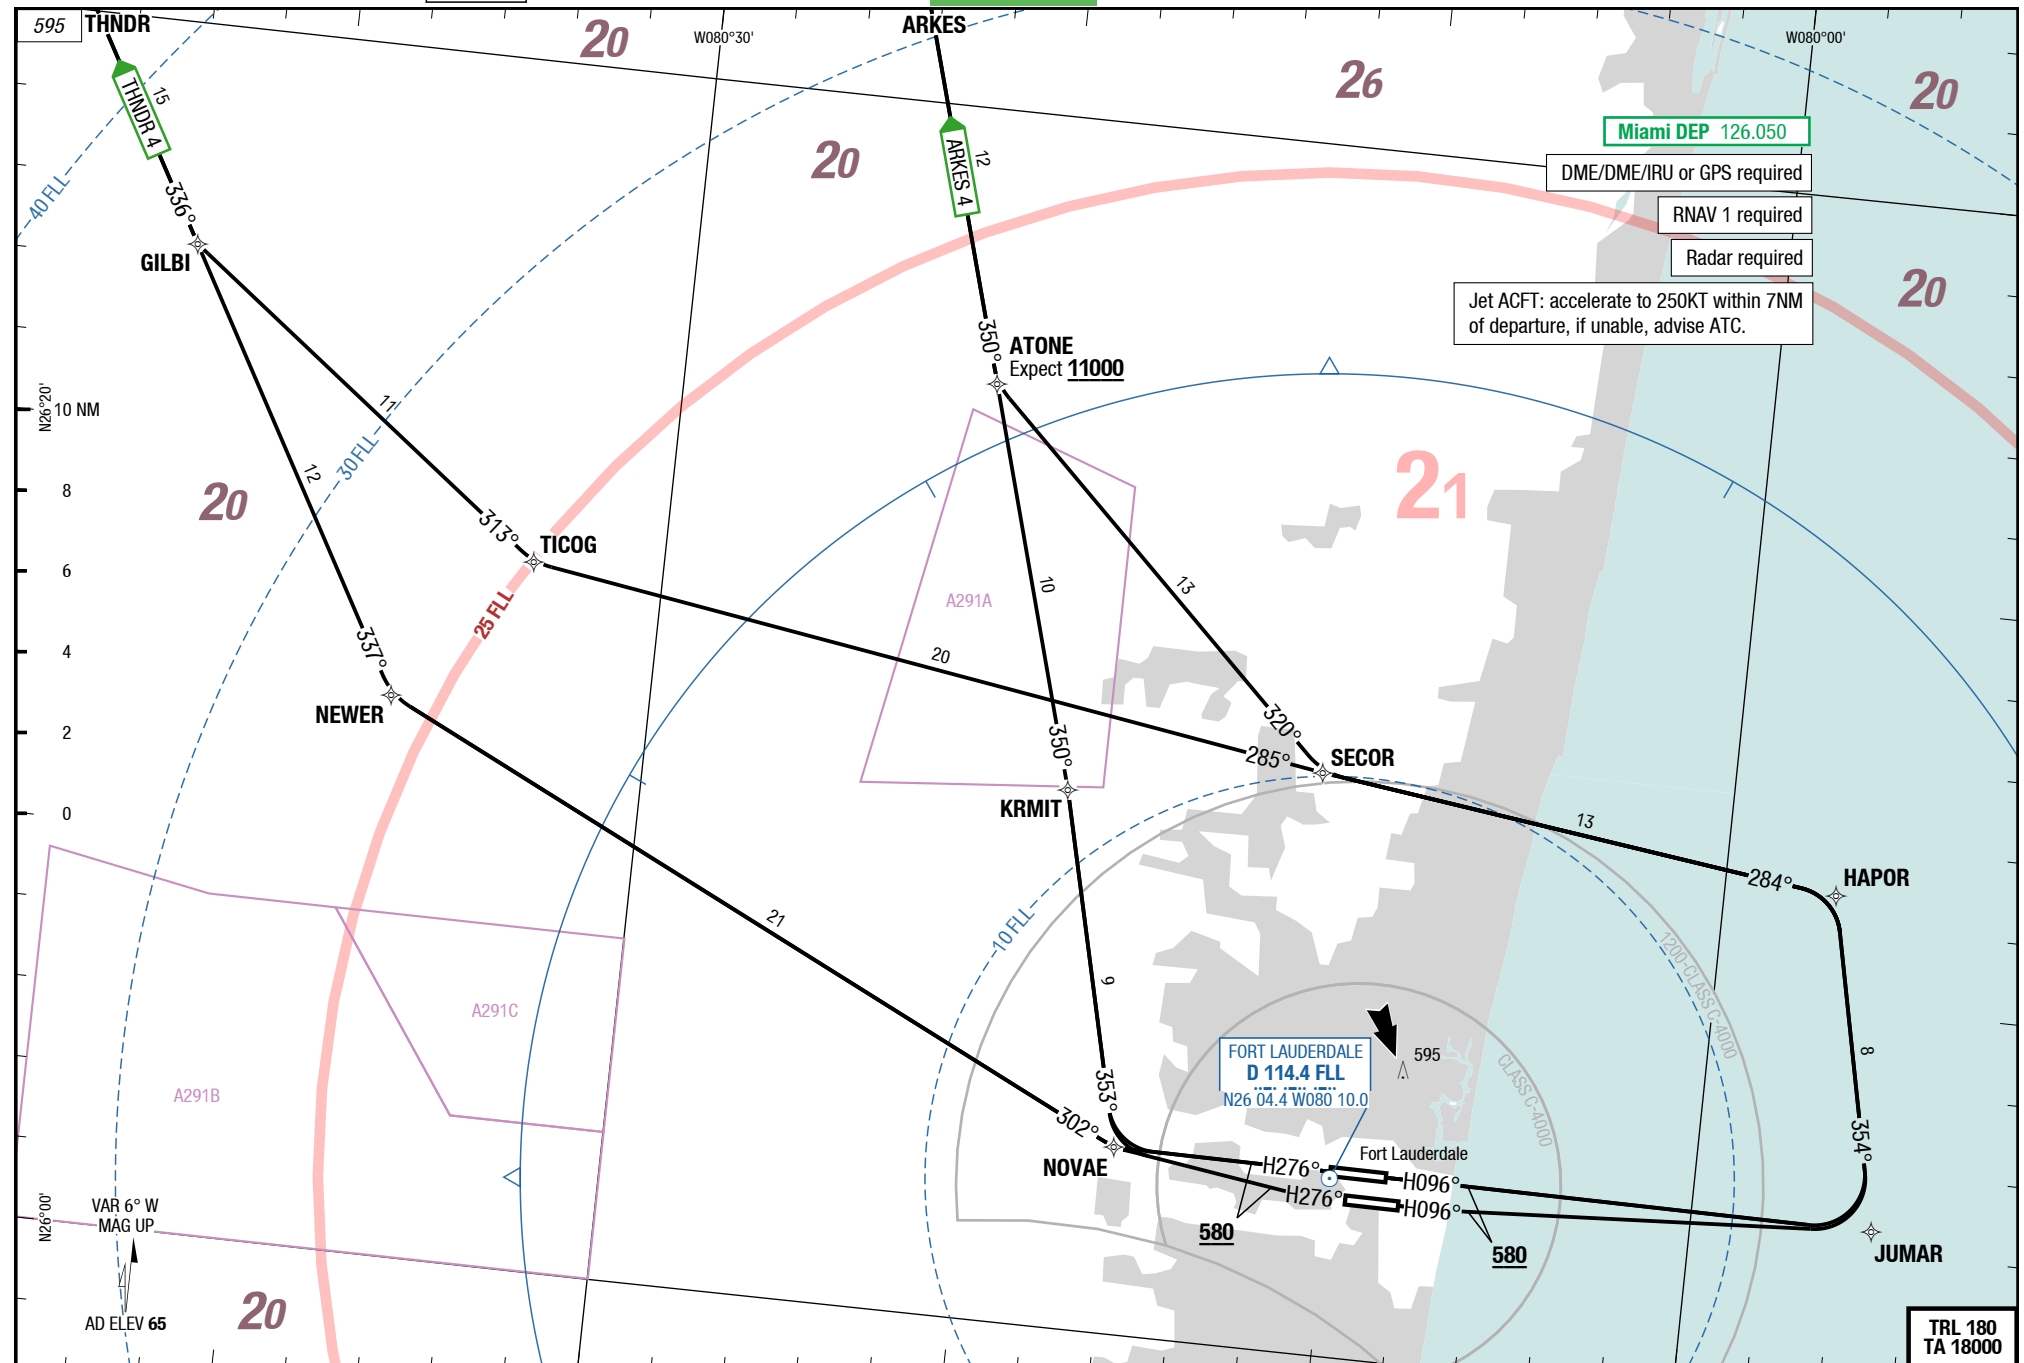 595
THNDR
20
W080°30'
ARKES
26
W080°00'
20
THNDR 4
15
336°
40 FLL
GILBI
20
ARKES 4
12
350°
Miami DEP 126.050
DME/DME/IRU or GPS required
RNAV 1 required
Radar required
20
Jet ACFT: accelerate to 250KT within 7NM
of departure, if unable, advise ATC.
ATONE
Expect 11000
N26°20'
10 NM
8
6
4
2
0
11
30 FLL
12
20
313°
TICOG
21
25 FLL
337°
NEWER
A291A
10
13
20
350°
320°
285°
SECOR
KRMIT
13
284°
HAPOR
21
10 FLL
9
1200-CLASS C-4000
A291C
A291B
8
FORT LAUDERDALE
D 114.4 FLL
N26 04.4 W080 10.0
595
CLASS C-4000
353°
302°
354°
NOVAE
Fort Lauderdale
H276°
H096°
H276°
H096°
580
580
JUMAR
N26°00'
VAR 6° W
MAG UP
AD ELEV 65
20
TRL 180
TA 18000